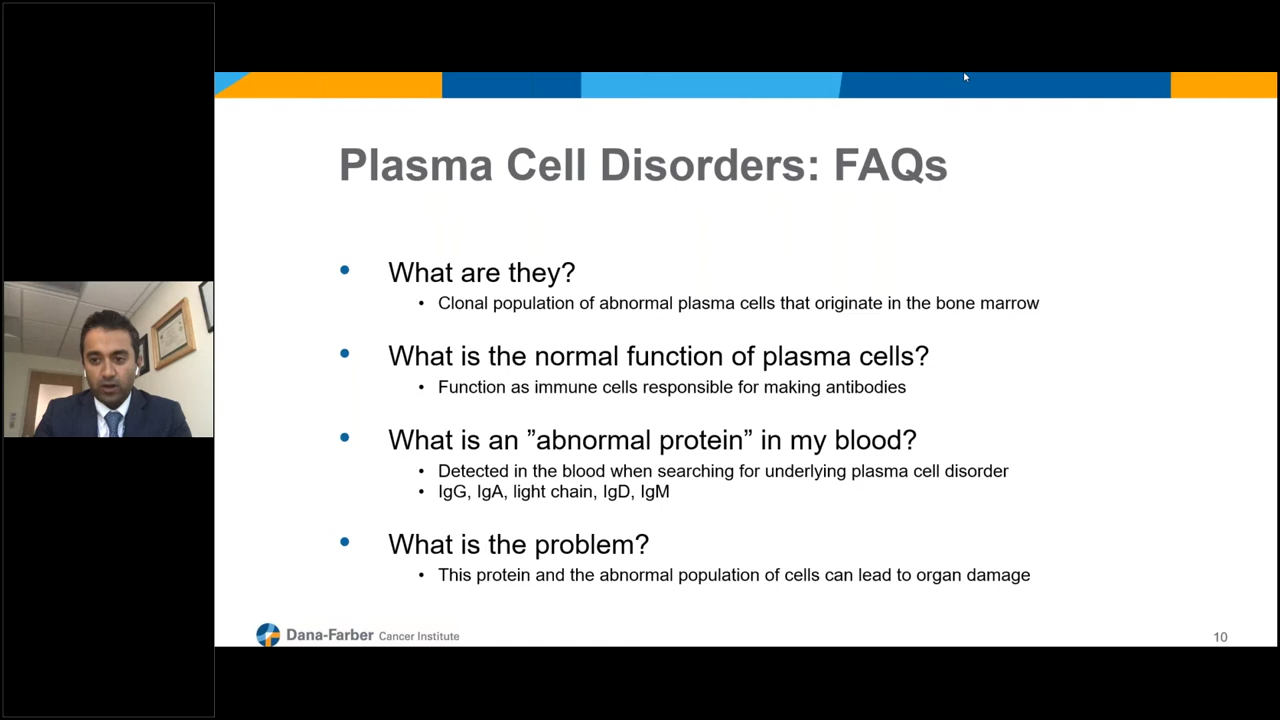 Plasma Cell Disorders: FAQs
• What are they?
• Clonal population of abnormal plasma cells that originate in the bone marrow
• What is the normal function of plasma cells?
• Function as immune cells responsible for making antibodies
• What is an ”abnormal protein” in my blood?
• Detected in the blood when searching for underlying plasma cell disorder
• IgG, IgA, light chain, IgD, IgM
• What is the problem?
• This protein and the abnormal population of cells can lead to organ damage
Dana-Farber Cancer Institute
10